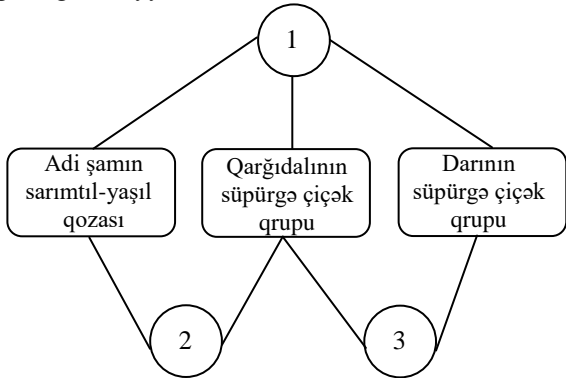 1
Adi şamın
sarımtıl-yaşıl
qozası
Qarğıdalının
süpürgə çiçək
qrupu
Darının
süpürgə çiçək
qrupu
2
3